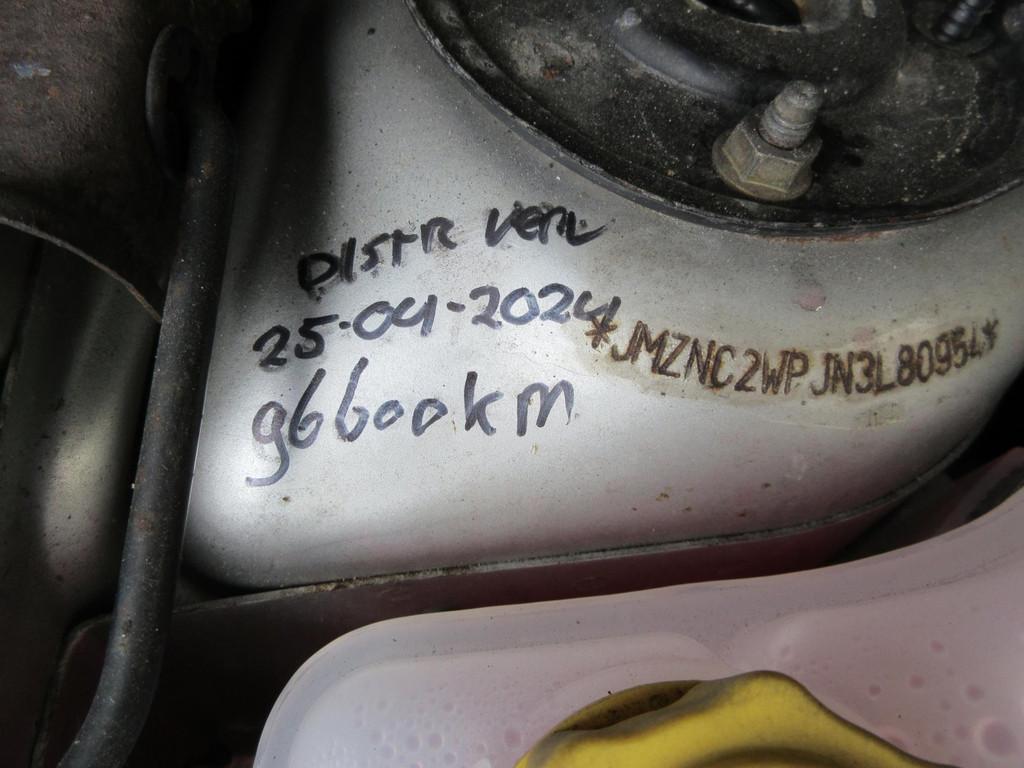 DISTR VERV
25-04-2024
96600km
*JMZNC2WPJN3L80954*